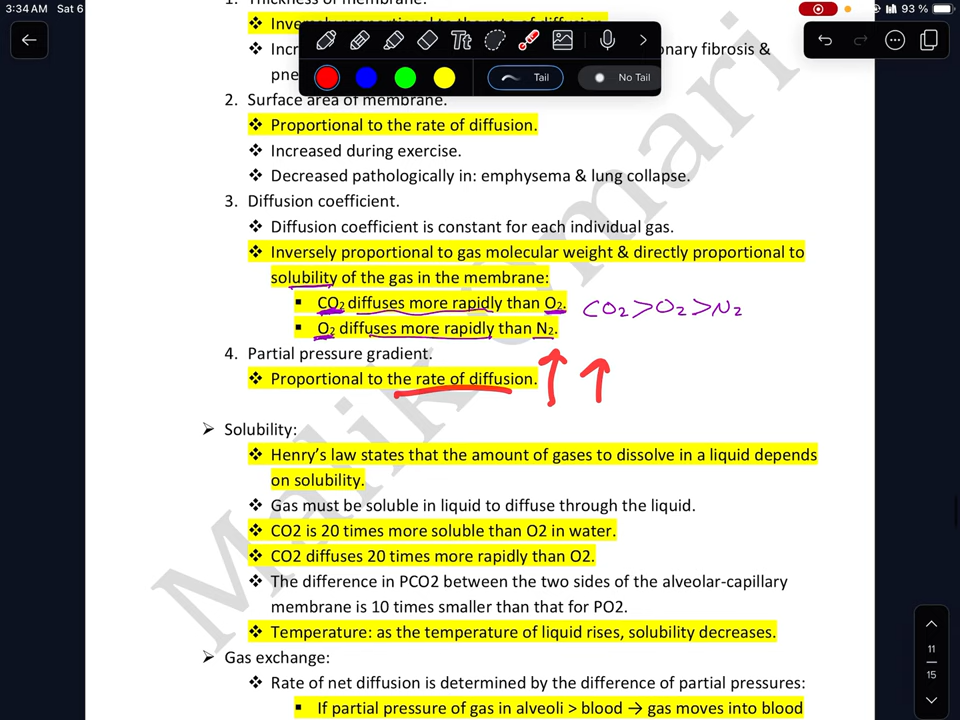 3:34 AM Sat 6
93 %
1. Thickness of membrane:
Inversely proportional to the rate of diffusion.
Incr
onary fibrosis &
pne
Tt
Tail
No Tail
2. Surface area of membrane.
❖ Proportional to the rate of diffusion.
❖ Increased during exercise.
❖ Decreased pathologically in: emphysema & lung collapse.
3. Diffusion coefficient.
❖ Diffusion coefficient is constant for each individual gas.
❖ Inversely proportional to gas molecular weight & directly proportional to
solubility of the gas in the membrane:
▪ CO2 diffuses more rapidly than O2. CO2 > O2 > N2
▪ O2 diffuses more rapidly than N2.
4. Partial pressure gradient.
❖ Proportional to the rate of diffusion. ↑ ↑
➢ Solubility:
❖ Henry's law states that the amount of gases to dissolve in a liquid depends
on solubility.
❖ Gas must be soluble in liquid to diffuse through the liquid.
❖ CO2 is 20 times more soluble than O2 in water.
❖ CO2 diffuses 20 times more rapidly than O2.
❖ The difference in PCO2 between the two sides of the alveolar-capillary
membrane is 10 times smaller than that for PO2.
❖ Temperature: as the temperature of liquid rises, solubility decreases.
➢ Gas exchange:
❖ Rate of net diffusion is determined by the difference of partial pressures:
▪ If partial pressure of gas in alveoli > blood → gas moves into blood
11
15